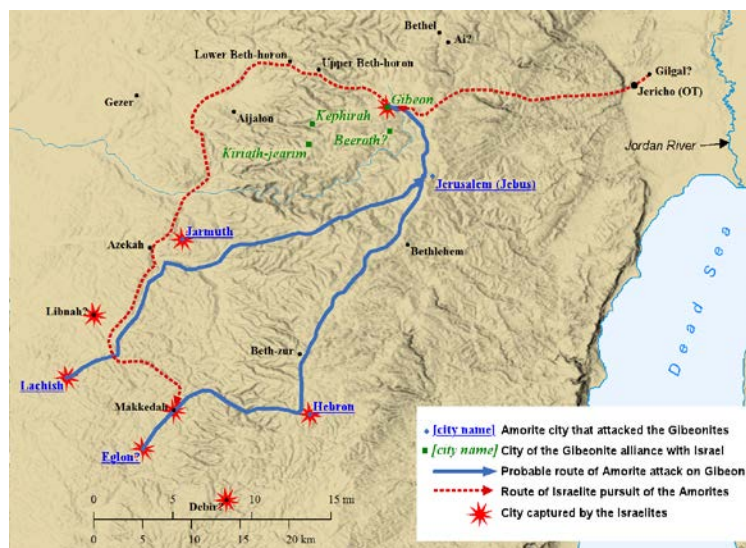 Bethel
Ai?
Lower Beth-horon
Upper Beth-horon
Gilgal?
Jericho (OT)
Gezer
Gibeon
Aijalon
Kephirah
Beeroth?
Kiriath-jearim
Jordan River
Jerusalem (Jebus)
Jarmuth
Azekah
Bethlehem
Libnah?
Dead Sea
Beth-zur
Lachish
Makkedah
Hebron
Eglon?
[city name] Amorite city that attacked the Gibeonites
[city name] City of the Gibeonite alliance with Israel
Probable route of Amorite attack on Gibeon
Route of Israelite pursuit of the Amorites
City captured by the Israelites
0 5 10 15 mi
Debir?
0 5 10 20 km